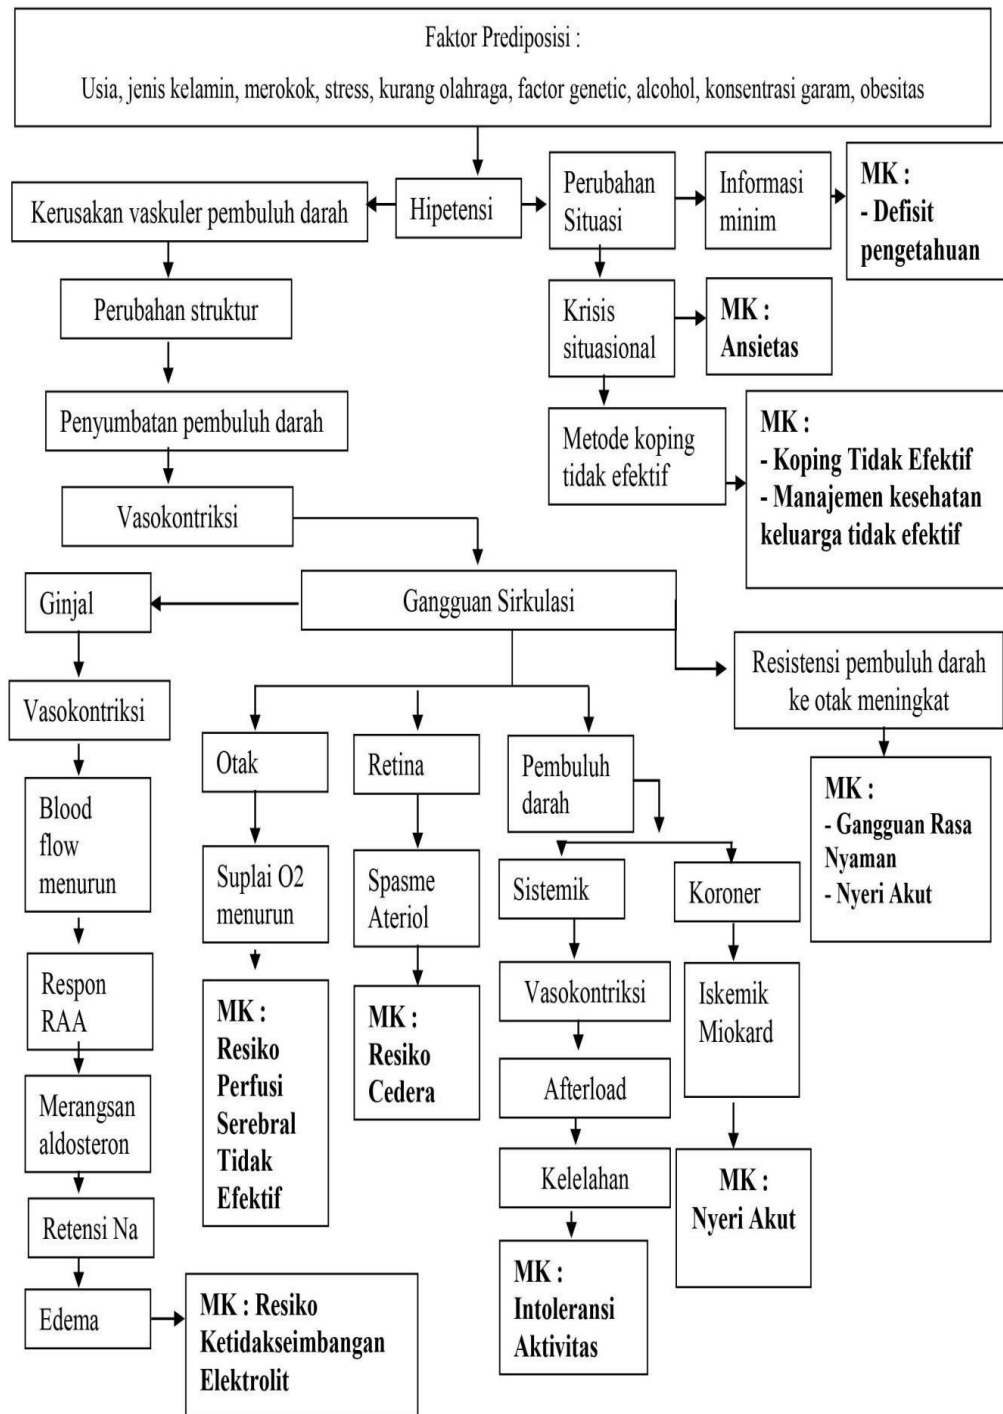 Faktor Prediposisi :
Usia, jenis kelamin, merokok, stress, kurang olahraga, factor genetic, alcohol, konsentrasi garam, obesitas
Kerusakan vaskuler pembuluh darah
Hipetensi
Perubahan
Situasi
Informasi
minim
MK :
- Defisit
pengetahuan
Perubahan struktur
Krisis
situasional
MK :
Ansietas
Penyumbatan pembuluh darah
Metode koping
tidak efektif
MK :
- Koping Tidak Efektif
- Manajemen kesehatan
keluarga tidak efektif
Vasokontriksi
Ginjal
Gangguan Sirkulasi
Resistensi pembuluh darah
ke otak meningkat
Vasokontriksi
Otak
Retina
Pembuluh
darah
MK :
- Gangguan Rasa
Nyaman
- Nyeri Akut
Blood
flow
menurun
Suplai O2
menurun
Spasme
Ateriol
Sistemik
Koroner
Respon
RAA
MK :
Resiko
Perfusi
Serebral
Tidak
Efektif
MK :
Resiko
Cedera
Vasokontriksi
Iskemik
Miokard
Merangsan
aldosteron
Afterload
Kelelahan
MK :
Nyeri Akut
Retensi Na
Edema
MK : Resiko
Ketidakseimbangan
Elektrolit
MK :
Intoleransi
Aktivitas